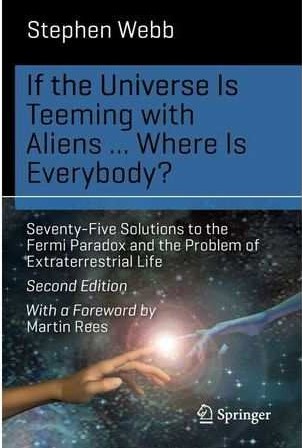 Stephen Webb
If the Universe Is
Teeming with
Aliens ... Where Is
Everybody?
Seventy-Five Solutions to the
Fermi Paradox and the Problem of
Extraterrestrial Life
Second Edition
With a Foreword by
Martin Rees
Springer